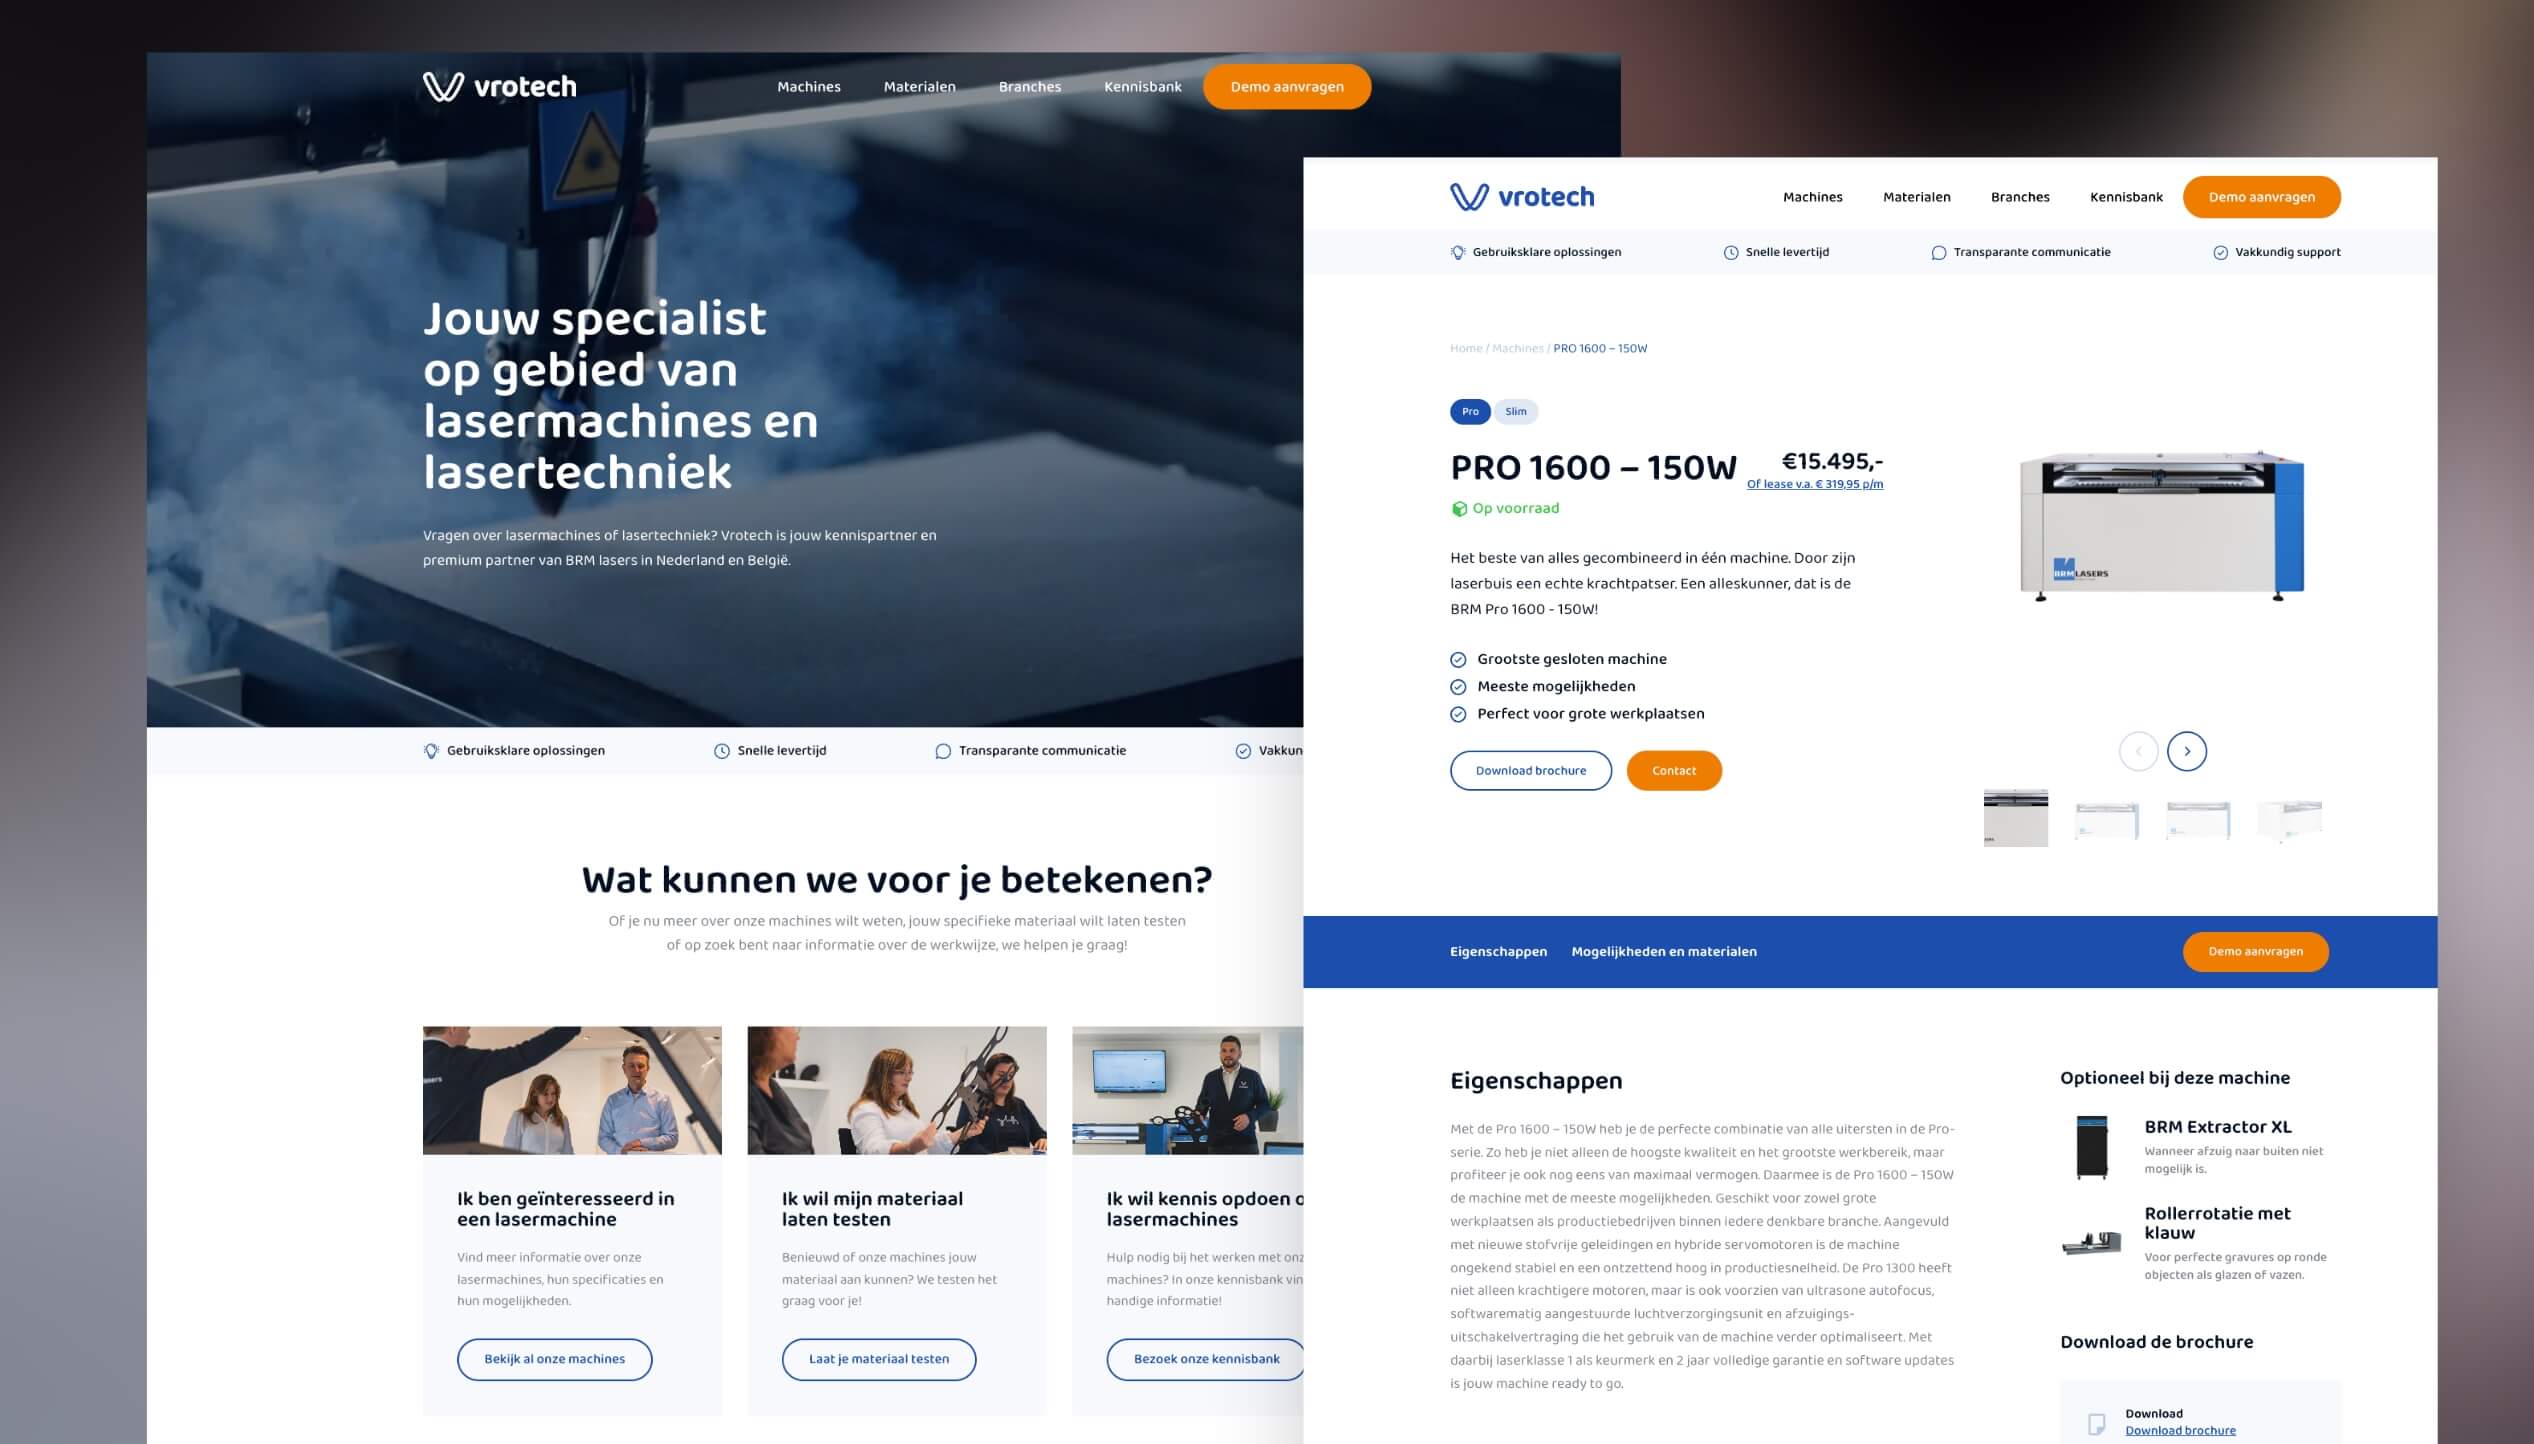 vrotech
Machines
Materialen
Branches
Kennisbank
Demo aanvragen
Jouw specialist
op gebied van
lasermachines en
lasertechniek
Vragen over lasermachines of lasertechniek? Vrotech is jouw kennispartner en
premium partner van BRM lasers in Nederland en België.
Gebruiksklare oplossingen
Snelle levertijd
Transparante communicatie
Vakkun
Wat kunnen we voor je betekenen?
Of je nu meer over onze machines wilt weten, jouw specifieke materiaal wilt laten testen
of op zoek bent naar informatie over de werkwijze, we helpen je graag!
Ik ben geïnteresseerd in
een lasermachine
Vind meer informatie over onze
lasermachines, hun specificaties en
hun mogelijkheden.
Bekijk al onze machines
Ik wil mijn materiaal
laten testen
Benieuwd of onze machines jouw
materiaal aan kunnen? We testen het
graag voor je!
Laat je materiaal testen
Ik wil kennis opdoen o
lasermachines
Hulp nodig bij het werken met onz
machines? In onze kennisbank vin
handige informatie!
Bezoek onze kennisbank
vrotech
Machines
Materialen
Branches
Kennisbank
Demo aanvragen
Gebruiksklare oplossingen
Snelle levertijd
Transparante communicatie
Vakkundig support
Home / Machines / PRO 1600 – 150W
Pro
Slim
PRO 1600 – 150W
€15.495,-
Of lease v.a. € 319,95 p/m
Op voorraad
Het beste van alles gecombineerd in één machine. Door zijn
laserbuis een echte krachtpatser. Een alleskunner, dat is de
BRM Pro 1600 - 150W!
Grootste gesloten machine
Meeste mogelijkheden
Perfect voor grote werkplaatsen
Download brochure
Contact
BRMLASERS
Eigenschappen
Mogelijkheden en materialen
Demo aanvragen
Eigenschappen
Met de Pro 1600 – 150W heb je de perfecte combinatie van alle uitersten in de Pro-
serie. Zo heb je niet alleen de hoogste kwaliteit en het grootste werkbereik, maar
profiteer je ook nog eens van maximaal vermogen. Daarmee is de Pro 1600 – 150W
de machine met de meeste mogelijkheden. Geschikt voor zowel grote
werkplaatsen als productiebedrijven binnen iedere denkbare branche. Aangevuld
met nieuwe stofvrije geleidingen en hybride servomotoren is de machine
ongekend stabiel en een ontzettend hoog in productiesnelheid. De Pro 1300 heeft
niet alleen krachtigere motoren, maar is ook voorzien van ultrasone autofocus,
softwarematig aangestuurde luchtverzorgingsunit en afzuigings-
uitschakelvertraging die het gebruik van de machine verder optimaliseert. Met
daarbij laserklasse 1 als keurmerk en 2 jaar volledige garantie en software updates
is jouw machine ready to go.
Optioneel bij deze machine
BRM Extractor XL
Wanneer afzuig naar buiten niet
mogelijk is.
Rollerrotatie met
klauw
Voor perfecte gravures op ronde
objecten als glazen of vazen.
Download de brochure
Download
Download brochure